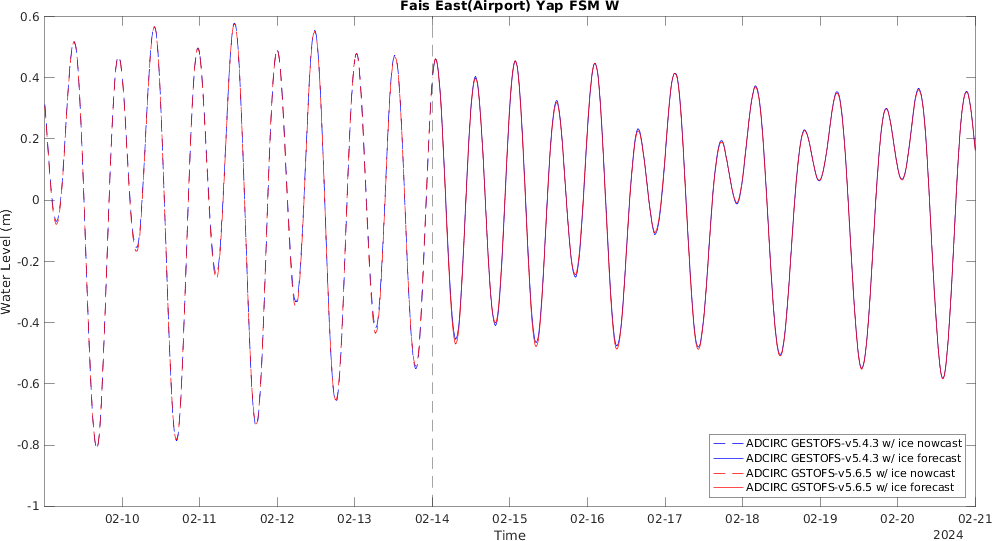 Fais East(Airport) Yap FSM W
0.6
0.4
0.2
0
-0.2
-0.4
-0.6
-0.8
-1
Water Level (m)
ADCIRC GESTOFS-v5.4.3 w/ ice nowcast
ADCIRC GESTOFS-v5.4.3 w/ ice forecast
ADCIRC GSTOFS-v5.6.5 w/ ice nowcast
ADCIRC GSTOFS-v5.6.5 w/ ice forecast
02-10 02-11 02-12 02-13 02-14 02-15 02-16 02-17 02-18 02-19 02-20 02-21
Time
2024